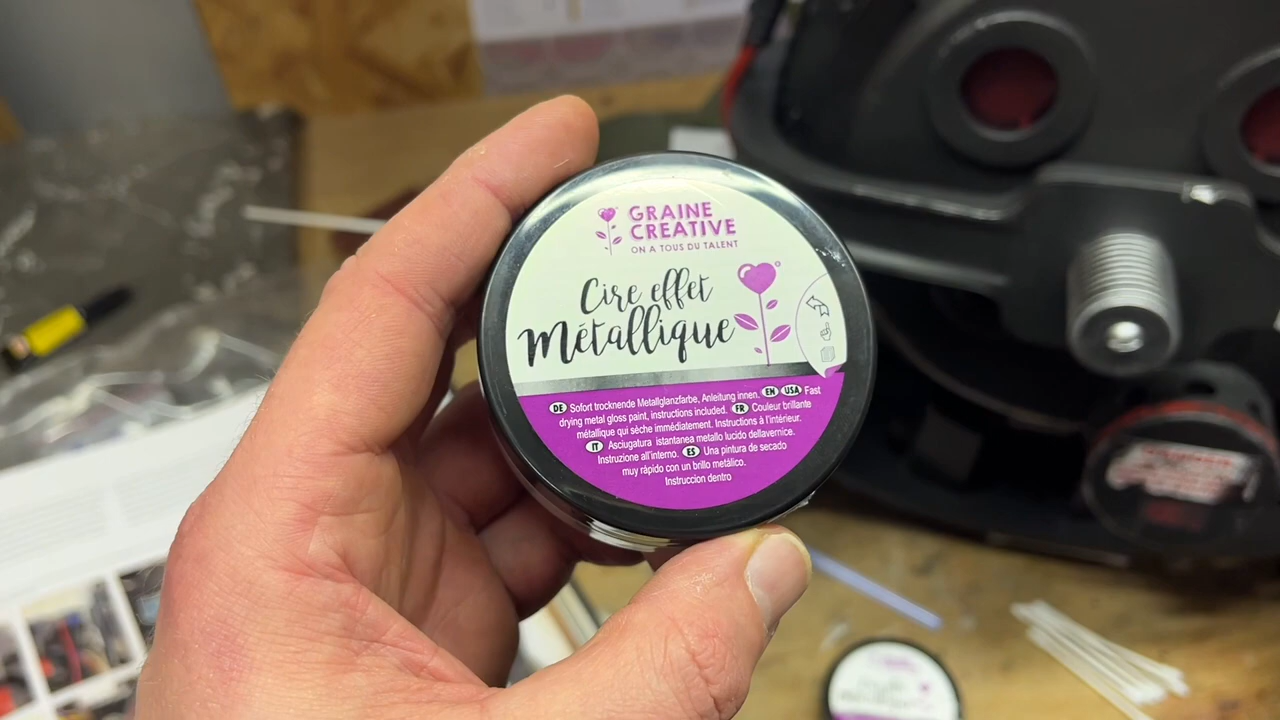 GRAINE
CREATIVE
ON A TOUS DU TALENT
Cire effet
Métallique
DE Sofort trocknende Metallglanzfarbe, Anleitung innen. EN USA Fast
drying metal gloss paint, instructions included. FR Couleur brillante
métallique qui sèche immédiatement. Instructions à l'intérieur.
IT Asciugatura istantanea metallo lucido dellavernice.
Instruzione all'interno. ES Una pintura de secado
muy rápido con un brillo metálico.
Instruccion dentro